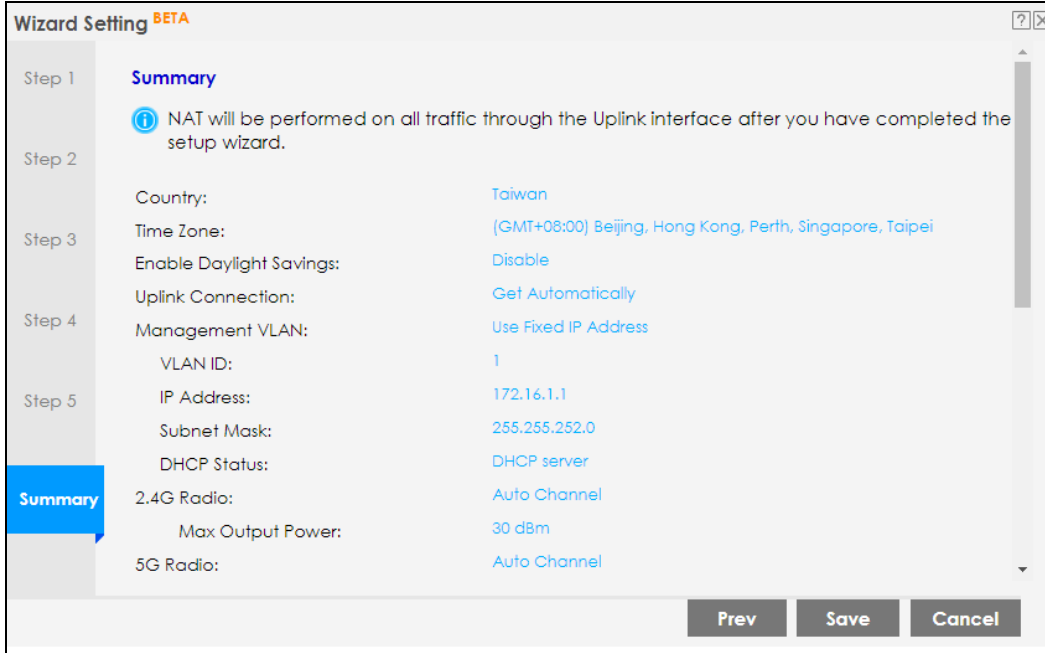 Wizard Setting BETA
?
Step 1
Step 2
Step 3
Step 4
Step 5
Summary
Summary
NAT will be performed on all traffic through the Uplink interface after you have completed the
setup wizard.
Country: Taiwan
Time Zone: (GMT+08:00) Beijing, Hong Kong, Perth, Singapore, Taipei
Enable Daylight Savings: Disable
Uplink Connection: Get Automatically
Management VLAN: Use Fixed IP Address
VLAN ID: 1
IP Address: 172.16.1.1
Subnet Mask: 255.255.252.0
DHCP Status: DHCP server
2.4G Radio: Auto Channel
Max Output Power: 30 dBm
5G Radio: Auto Channel
Prev Save Cancel